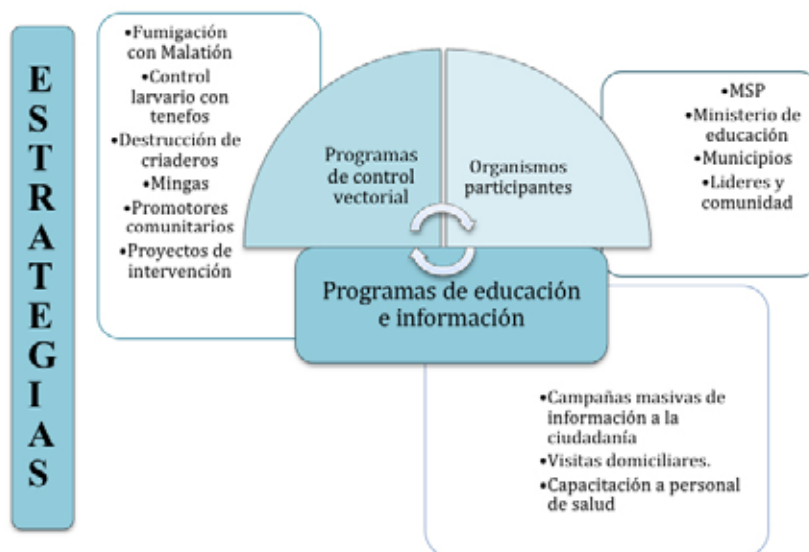 ESTRATEGIAS
•Fumigación
con Malatión
•Control
larvario con
tenefos
•Destrucción de
criaderos
•Mingas
•Promotores
comunitarios
•Proyectos de
intervención
Programas
de control
vectorial
Organismos
participantes
•MSP
•Ministerio de
educación
•Municipios
•Lideres y
comunidad
Programas de educación
e información
•Campañas masivas de
información a la
ciudadanía
•Visitas domiciliares.
•Capacitación a personal
de salud